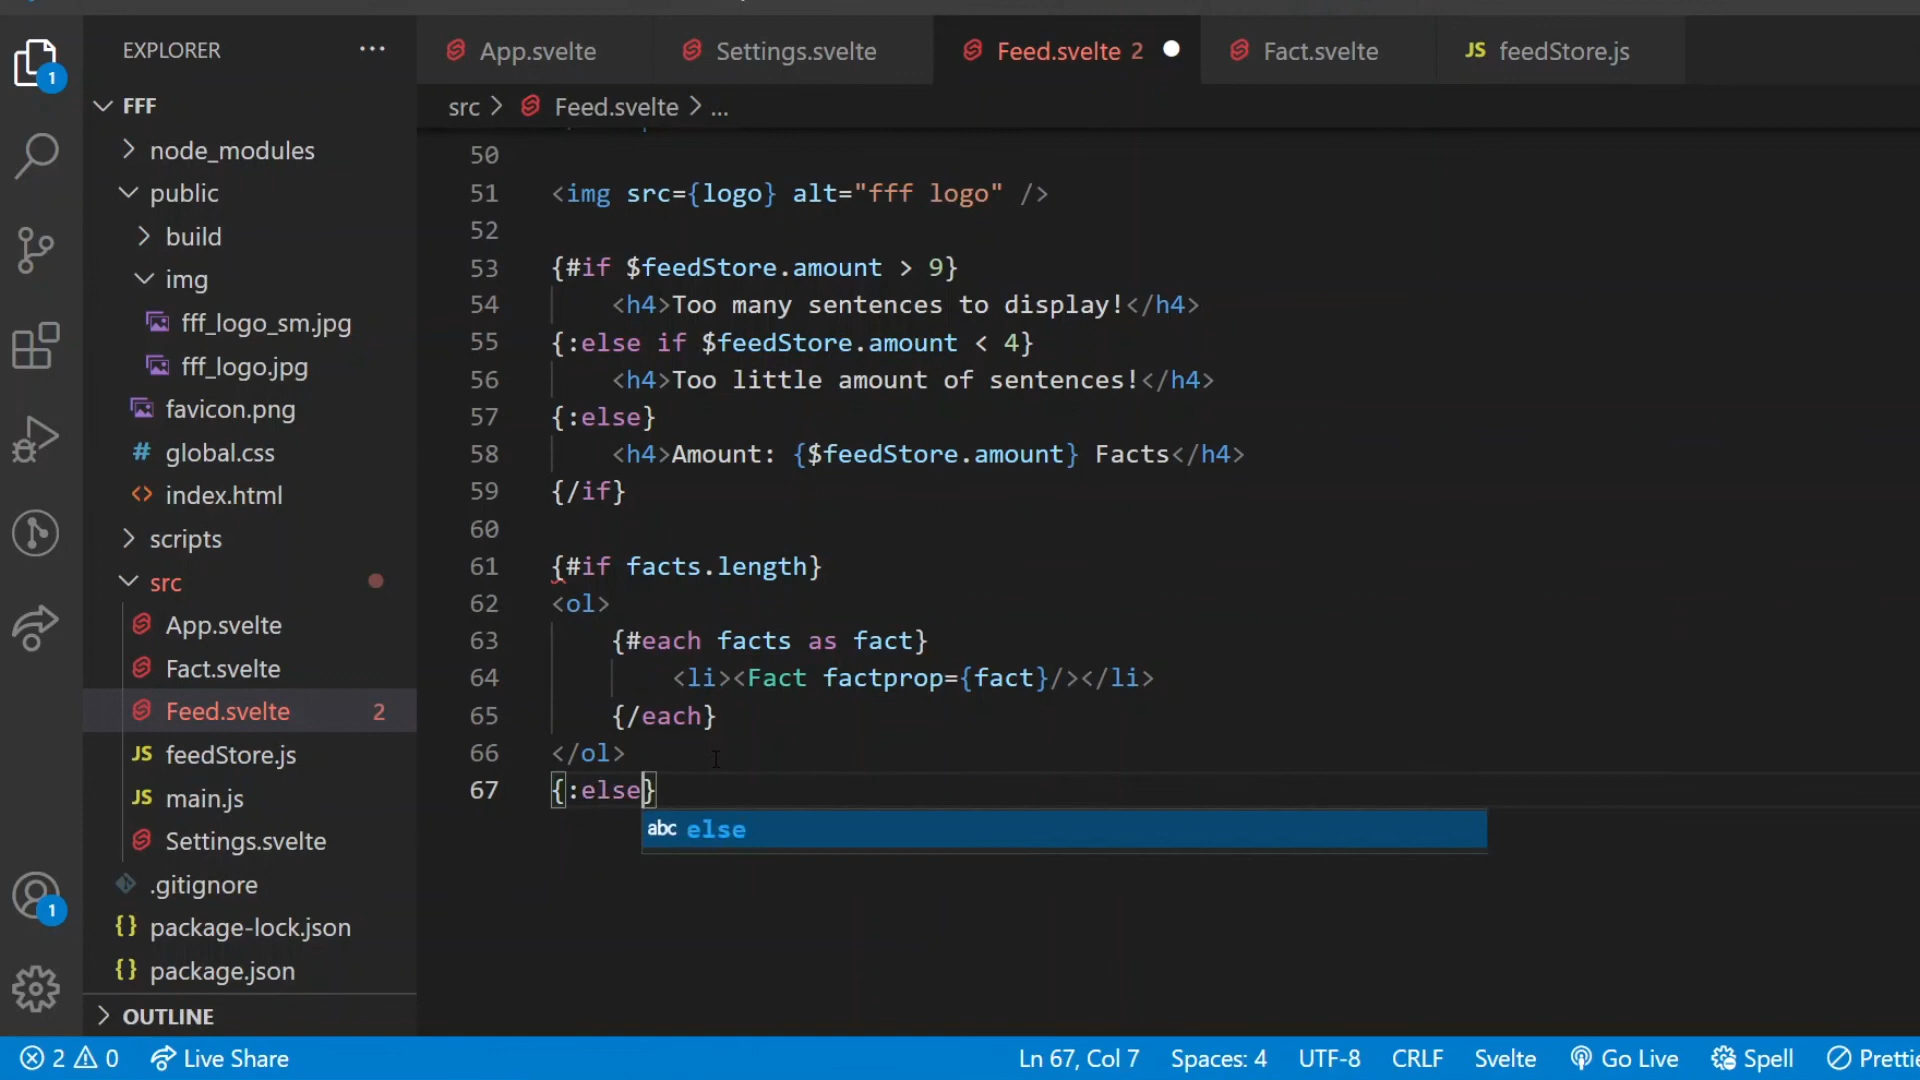 EXPLORER
App.svelte
Settings.svelte
Feed.svelte 2
Fact.svelte
JS feedStore.js
src > Feed.svelte > ...
FFF
node_modules
public
build
img
fff_logo_sm.jpg
fff_logo.jpg
favicon.png
# global.css
<> index.html
scripts
src
App.svelte
Fact.svelte
Feed.svelte 2
JS feedStore.js
JS main.js
Settings.svelte
.gitignore
{} package-lock.json
{} package.json
OUTLINE
1
1
50
51 <img src={logo} alt="fff logo" />
52
53 {#if $feedStore.amount > 9}
54 <h4>Too many sentences to display!</h4>
55 {:else if $feedStore.amount < 4}
56 <h4>Too little amount of sentences!</h4>
57 {:else}
58 <h4>Amount: {$feedStore.amount} Facts</h4>
59 {/if}
60
61 {#if facts.length}
62 <ol>
63 {#each facts as fact}
64 <li><Fact factprop={fact}/></li>
65 {/each}
66 </ol>
67 {:else}
abc else
2 0 Live Share Ln 67, Col 7 Spaces: 4 UTF-8 CRLF Svelte Go Live Spell Prettie